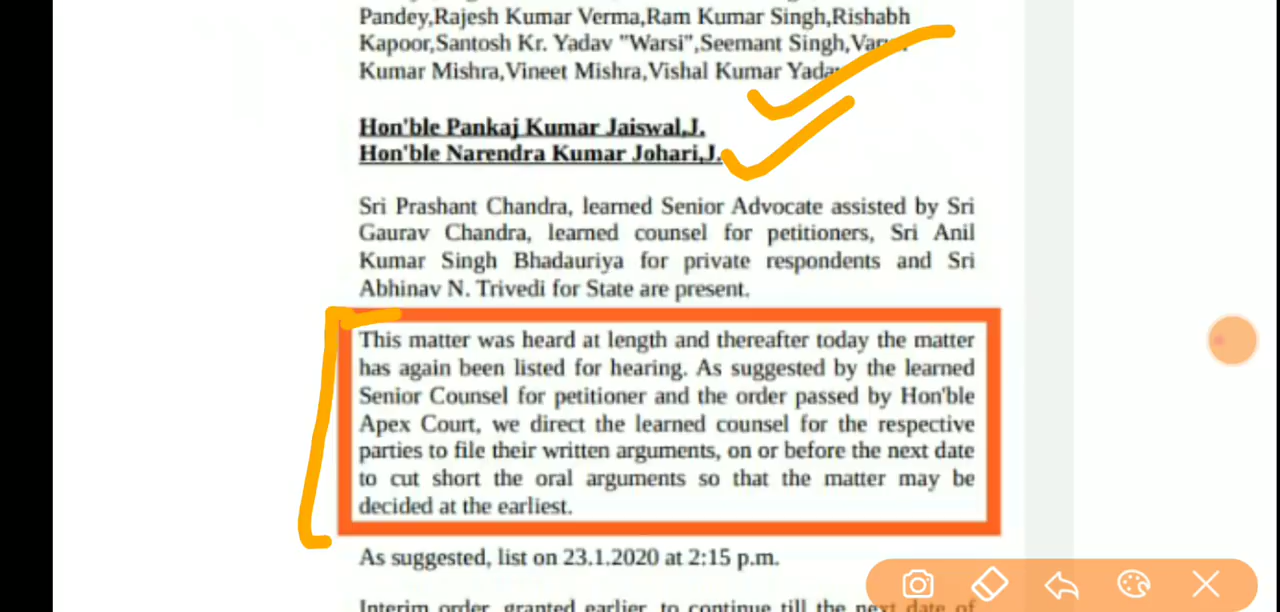 Pandey,Rajesh Kumar Verma,Ram Kumar Singh,Rishabh
Kapoor,Santosh Kr. Yadav "Warsi",Seemant Singh,
Kumar Mishra,Vineet Mishra,Vishal Kumar Yadav
Hon'ble Pankaj Kumar Jaiswal,J.
Hon'ble Narendra Kumar Johari,J.
Sri Prashant Chandra, learned Senior Advocate assisted by Sri
Gaurav Chandra, learned counsel for petitioners, Sri Anil
Kumar Singh Bhadauriya for private respondents and Sri
Abhinav N. Trivedi for State are present.
This matter was heard at length and thereafter today the matter
has again been listed for hearing. As suggested by the learned
Senior Counsel for petitioner and the order passed by Hon'ble
Apex Court, we direct the learned counsel for the respective
parties to file their written arguments, on or before the next date
to cut short the oral arguments so that the matter may be
decided at the earliest.
As suggested, list on 23.1.2020 at 2:15 p.m.
Interim order, granted earlier, to continue till the next date of